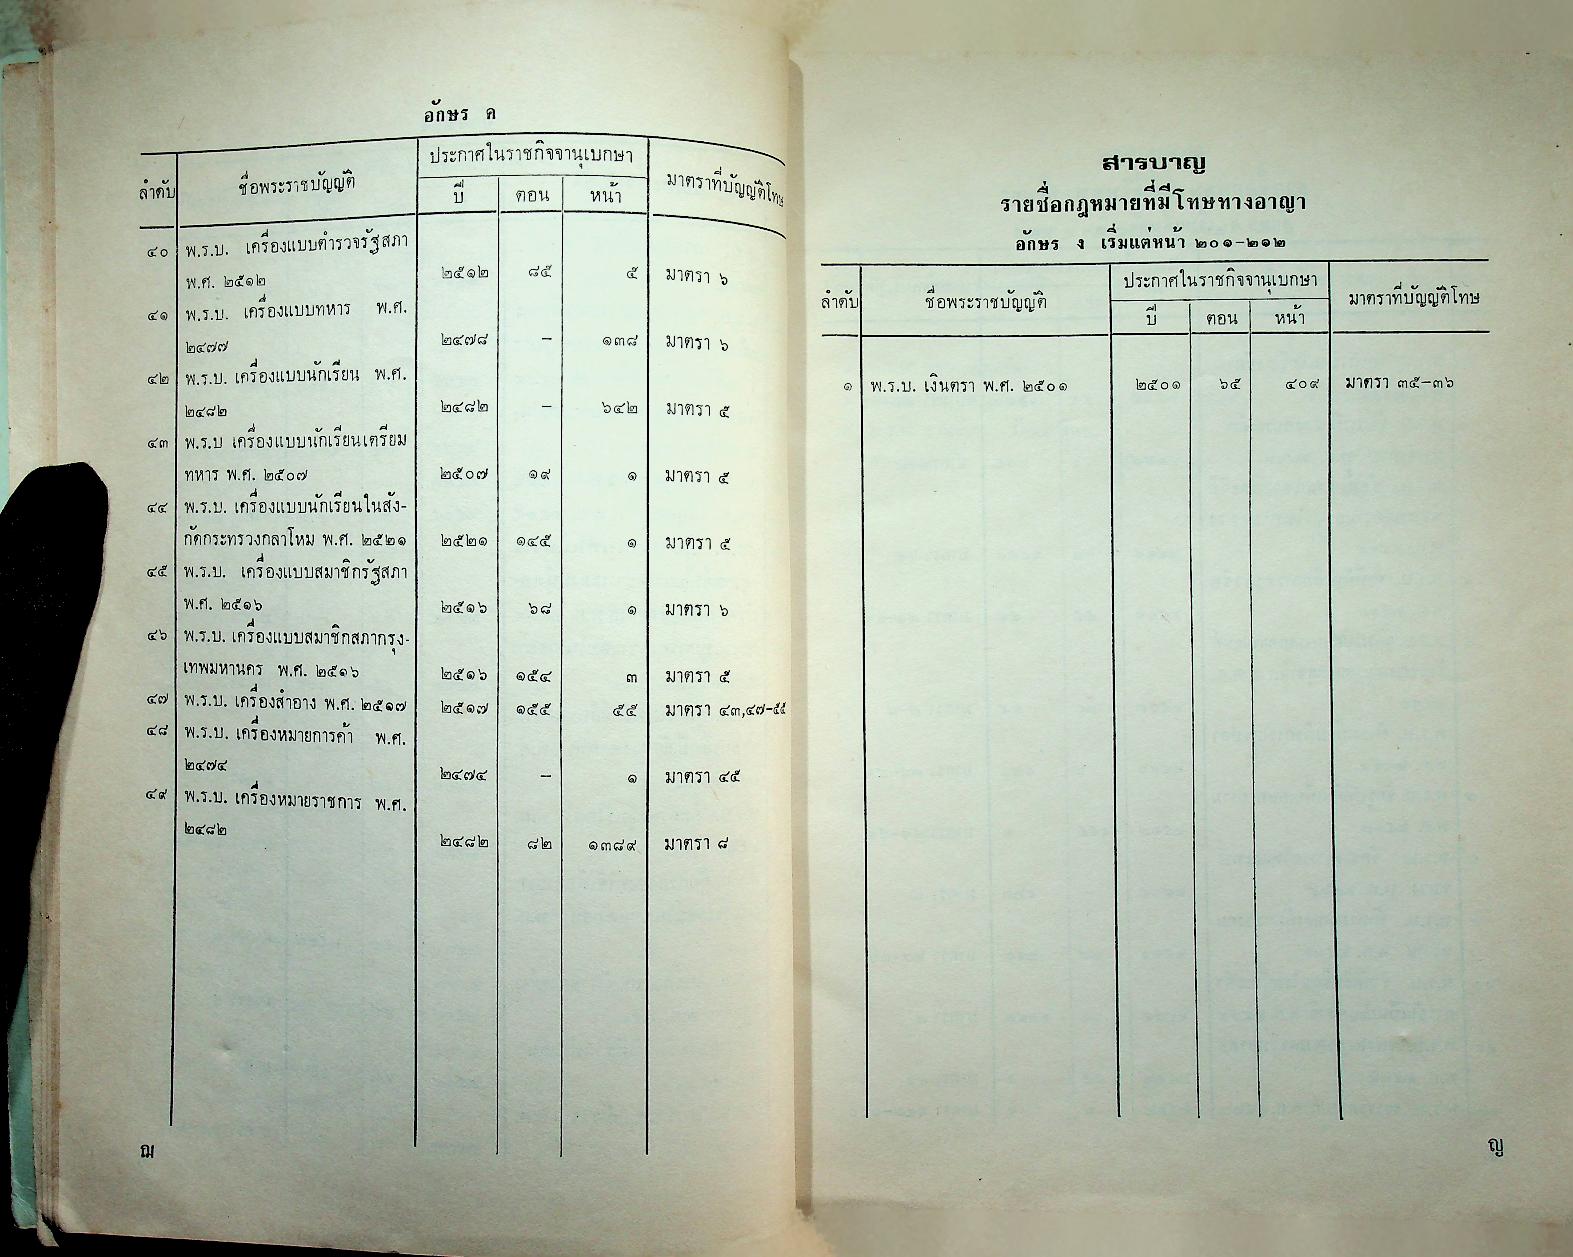 อักษร ค
ลำดับ ชื่อพระราชบัญญัติ ประกาศในราชกิจจานุเบกษา มาตราที่บัญญัติโทษ
ปี ตอน หน้า
๔๐ พ.ร.บ. เครื่องแบบตำรวจรัฐสภา
พ.ศ. ๒๕๑๒ ๒๕๑๒ ๘๕ ๕ มาตรา ๖
๔๑ พ.ร.บ. เครื่องแบบทหาร พ.ศ.
๒๔๗๗ ๒๔๗๘ – ๑๓๘ มาตรา ๖
๔๒ พ.ร.บ. เครื่องแบบนักเรียน พ.ศ.
๒๔๘๒ ๒๔๘๒ – ๖๔๒ มาตรา ๕
๔๓ พ.ร.บ เครื่องแบบนักเรียนเตรียม
ทหาร พ.ศ. ๒๕๐๗ ๒๕๐๗ ๑๙ ๑ มาตรา ๕
๔๔ พ.ร.บ. เครื่องแบบนักเรียนในสัง-
กัดกระทรวงกลาโหม พ.ศ. ๒๕๒๑ ๒๕๒๑ ๑๔๕ ๑ มาตรา ๕
๔๕ พ.ร.บ. เครื่องแบบสมาชิกรัฐสภา
พ.ศ. ๒๕๑๖ ๒๕๑๖ ๖๘ ๑ มาตรา ๖
๔๖ พ.ร.บ. เครื่องแบบสมาชิกสภากรุง-
เทพมหานคร พ.ศ. ๒๕๑๖ ๒๕๑๖ ๑๕๔ ๓ มาตรา ๕
๔๗ พ.ร.บ. เครื่องสำอาง พ.ศ. ๒๕๑๗ ๒๕๑๗ ๑๕๕ ๕๕ มาตรา ๔๓,๔๗–๕๕
๔๘ พ.ร.บ. เครื่องหมายการค้า พ.ศ.
๒๔๗๔ ๒๔๗๔ – ๑ มาตรา ๔๕
๔๙ พ.ร.บ. เครื่องหมายราชการ พ.ศ.
๒๔๘๒ ๒๔๘๒ ๘๒ ๑๓๘๙ มาตรา ๘
ฌ
สารบาญ
รายชื่อกฎหมายที่มีโทษทางอาญา
อักษร ง เริ่มแต่หน้า ๒๐๑–๒๑๒
ลำดับ ชื่อพระราชบัญญัติ ประกาศในราชกิจจานุเบกษา มาตราที่บัญญัติโทษ
ปี ตอน หน้า
๑ พ.ร.บ. เงินตรา พ.ศ. ๒๕๐๑ ๒๕๐๑ ๖๕ ๔๐๙ มาตรา ๓๕–๓๖
ญ